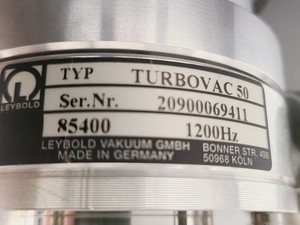 LEYBOLD
TYP TURBOVAC 50
Ser.Nr. 20900069411
85400 1200Hz
LEYBOLD VAKUUM GMBH BONNER STR. 498
MADE IN GERMANY 50968 KÖLN